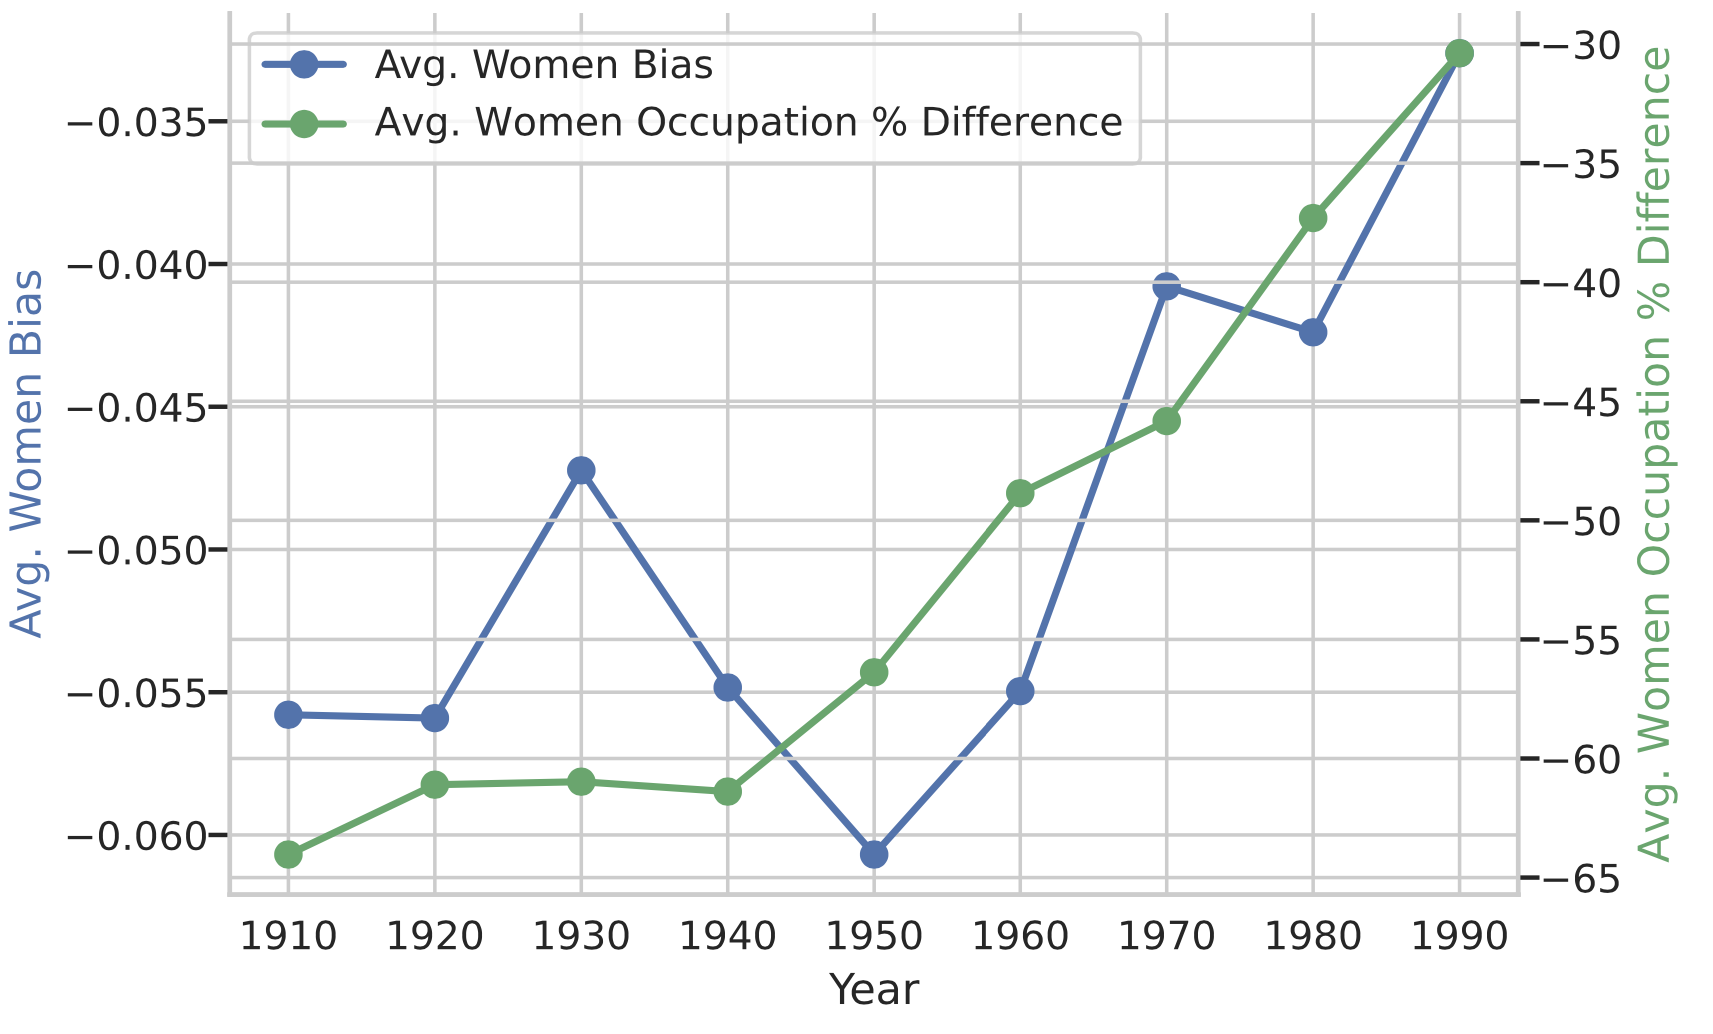 Avg. Women Bias
Avg. Women Occupation % Difference
−0.035
−0.040
−0.045
−0.050
−0.055
−0.060
Avg. Women Bias
−30
−35
−40
−45
−50
−55
−60
−65
Avg. Women Occupation % Difference
1910 1920 1930 1940 1950 1960 1970 1980 1990
Year